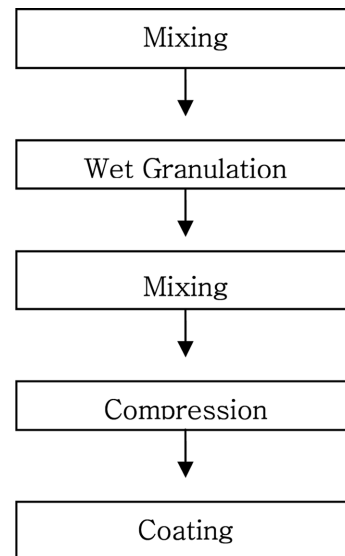 Mixing
Wet Granulation
Mixing
Compression
Coating